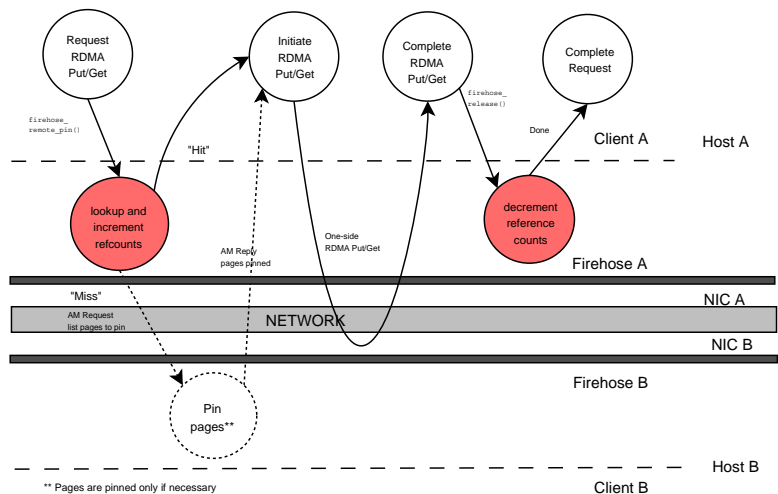 Request
RDMA
Put/Get
Initiate
RDMA
Put/Get
Complete
RDMA
Put/Get
Complete
Request
firehose_
remote_pin()
firehose_
release()
"Hit"
Done
Client A
Host A
lookup and
increment
refcounts
AM Reply
pages pinned
One-side
RDMA Put/Get
decrement
reference
counts
Firehose A
"Miss"
NIC A
AM Request
list pages to pin
NETWORK
NIC B
Firehose B
Pin
pages**
Host B
** Pages are pinned only if necessary
Client B